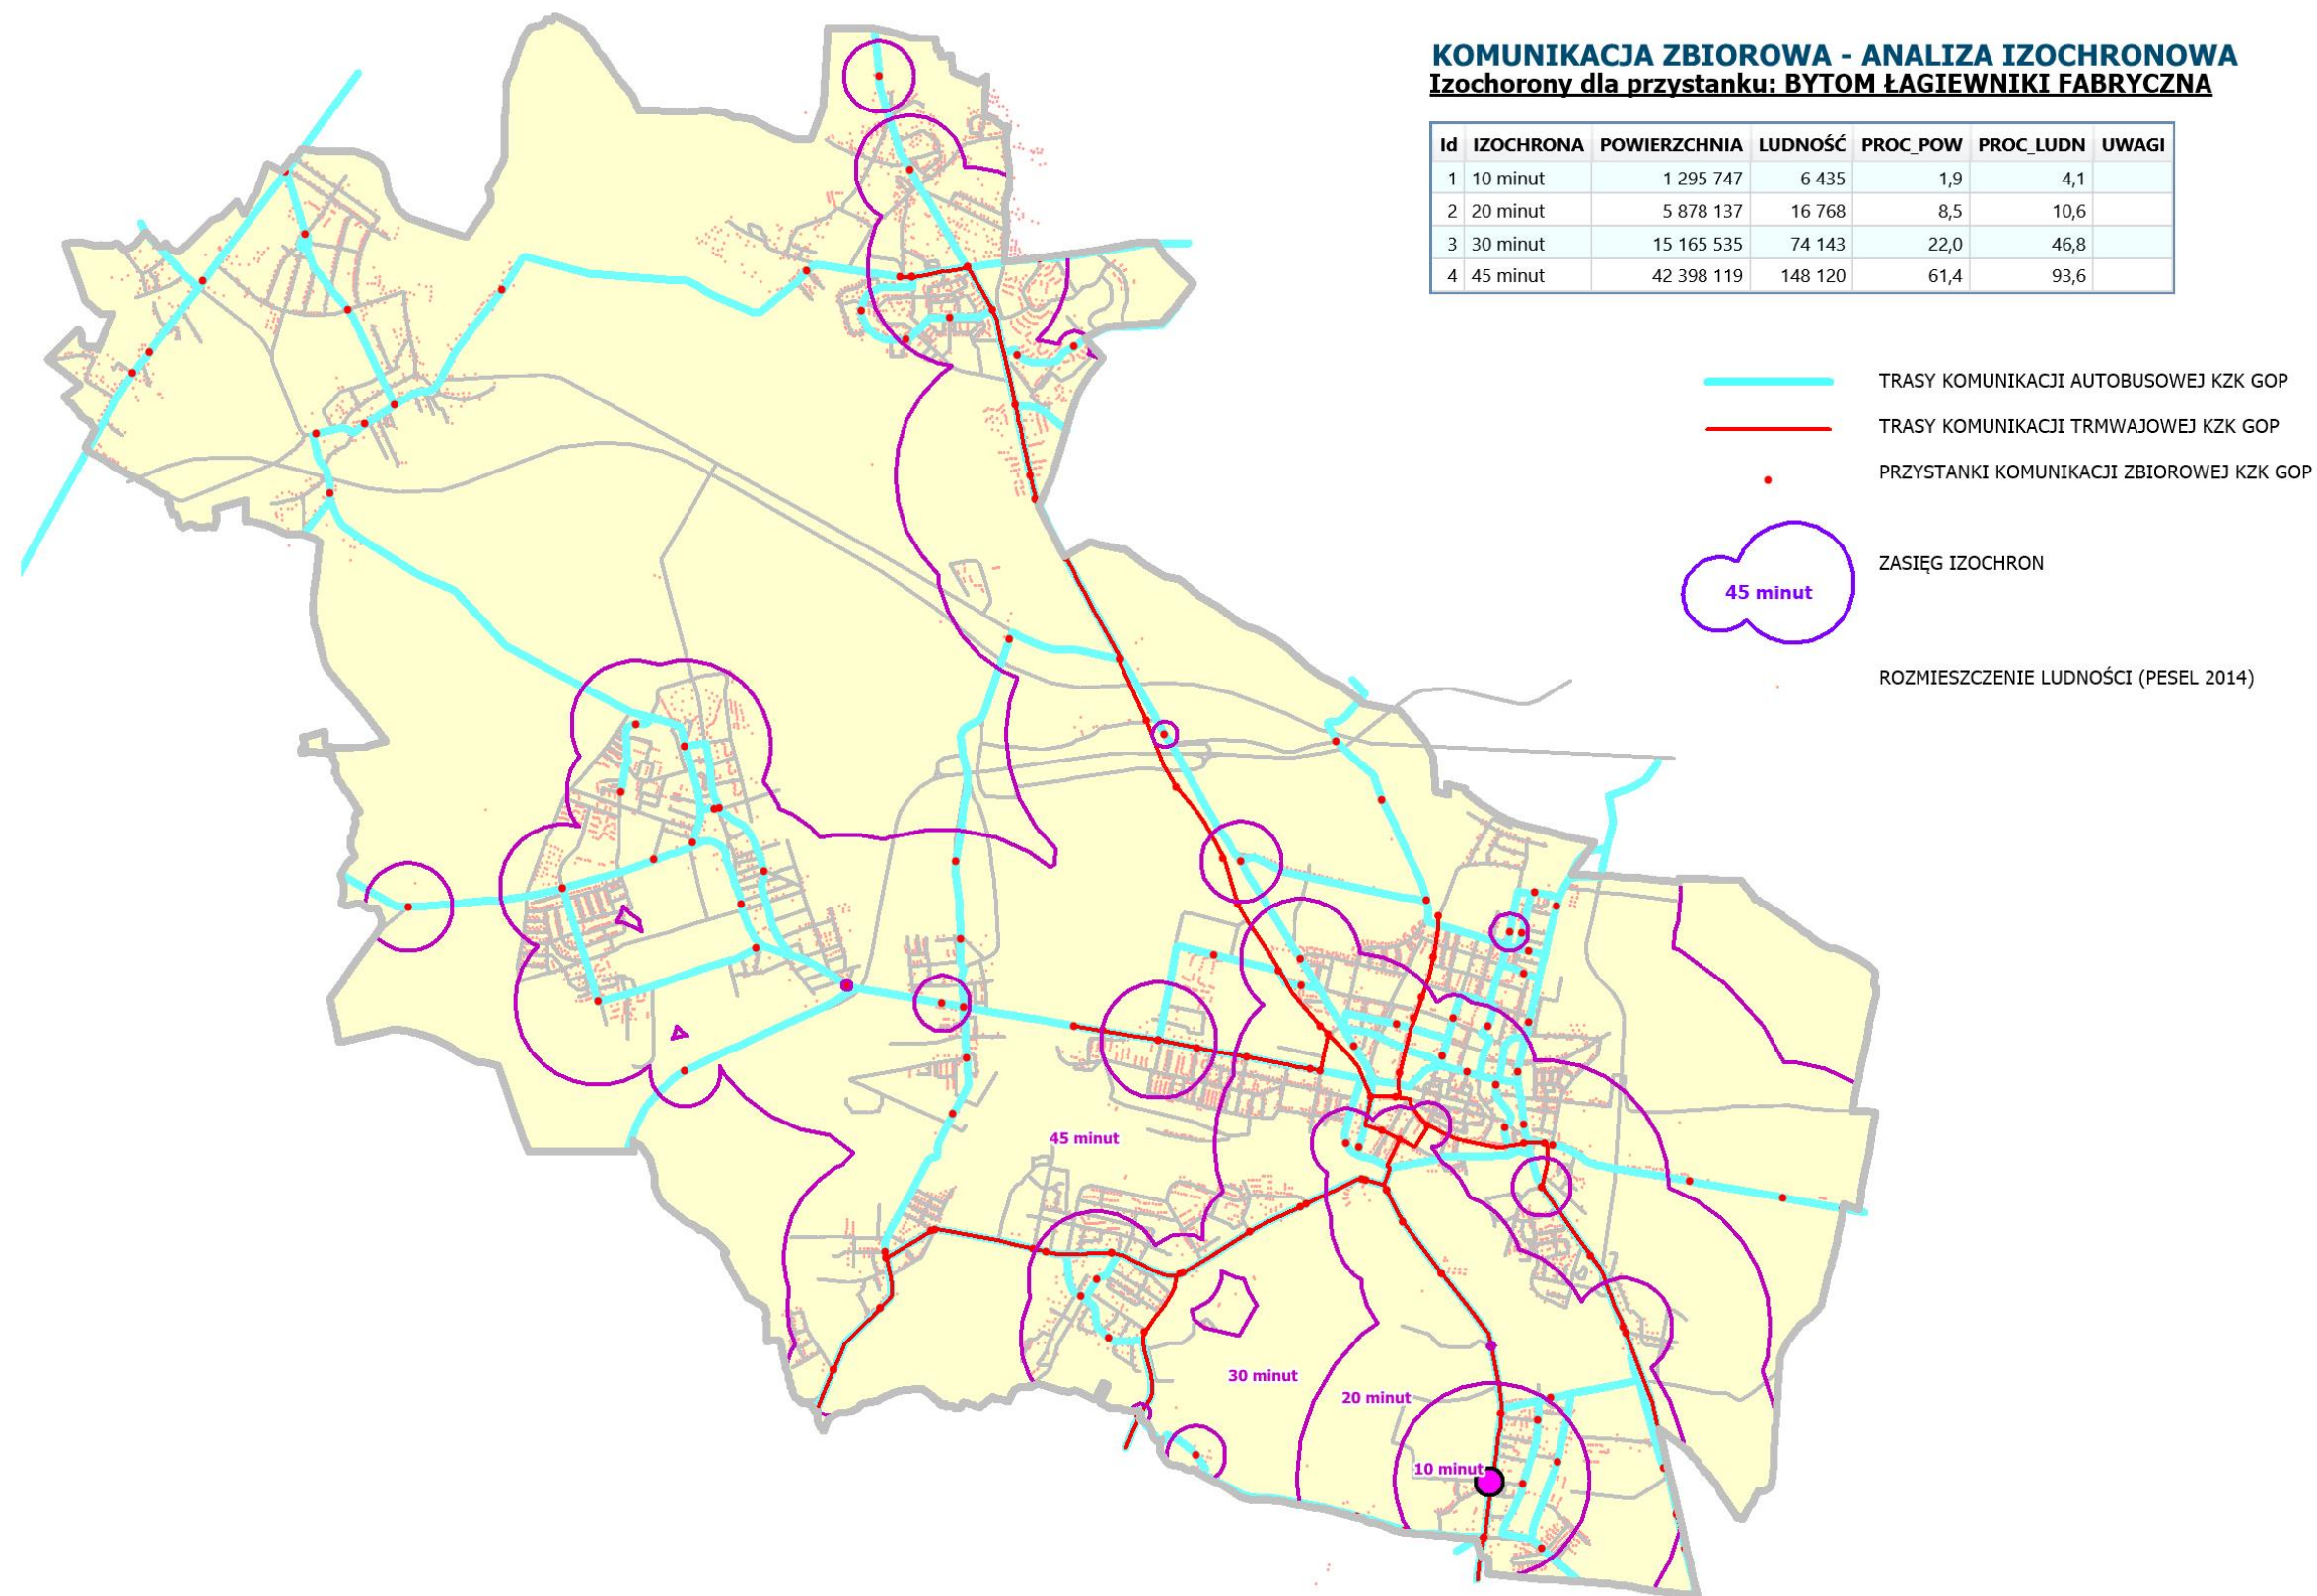 KOMUNIKACJA ZBIOROWA - ANALIZA IZOCHRONOWA
Izochorony dla przystanku: BYTOM ŁAGIEWNIKI FABRYCZNA
Id IZOCHRONA POWIERZCHNIA LUDNOŚĆ PROC_POW PROC_LUDN UWAGI
1 10 minut 1 295 747 6 435 1,9 4,1
2 20 minut 5 878 137 16 768 8,5 10,6
3 30 minut 15 165 535 74 143 22,0 46,8
4 45 minut 42 398 119 148 120 61,4 93,6
TRASY KOMUNIKACJI AUTOBUSOWEJ KZK GOP
TRASY KOMUNIKACJI TRMWAJOWEJ KZK GOP
PRZYSTANKI KOMUNIKACJI ZBIOROWEJ KZK GOP
ZASIĘG IZOCHRON
45 minut
ROZMIESZCZENIE LUDNOŚCI (PESEL 2014)
45 minut
30 minut
20 minut
10 minut